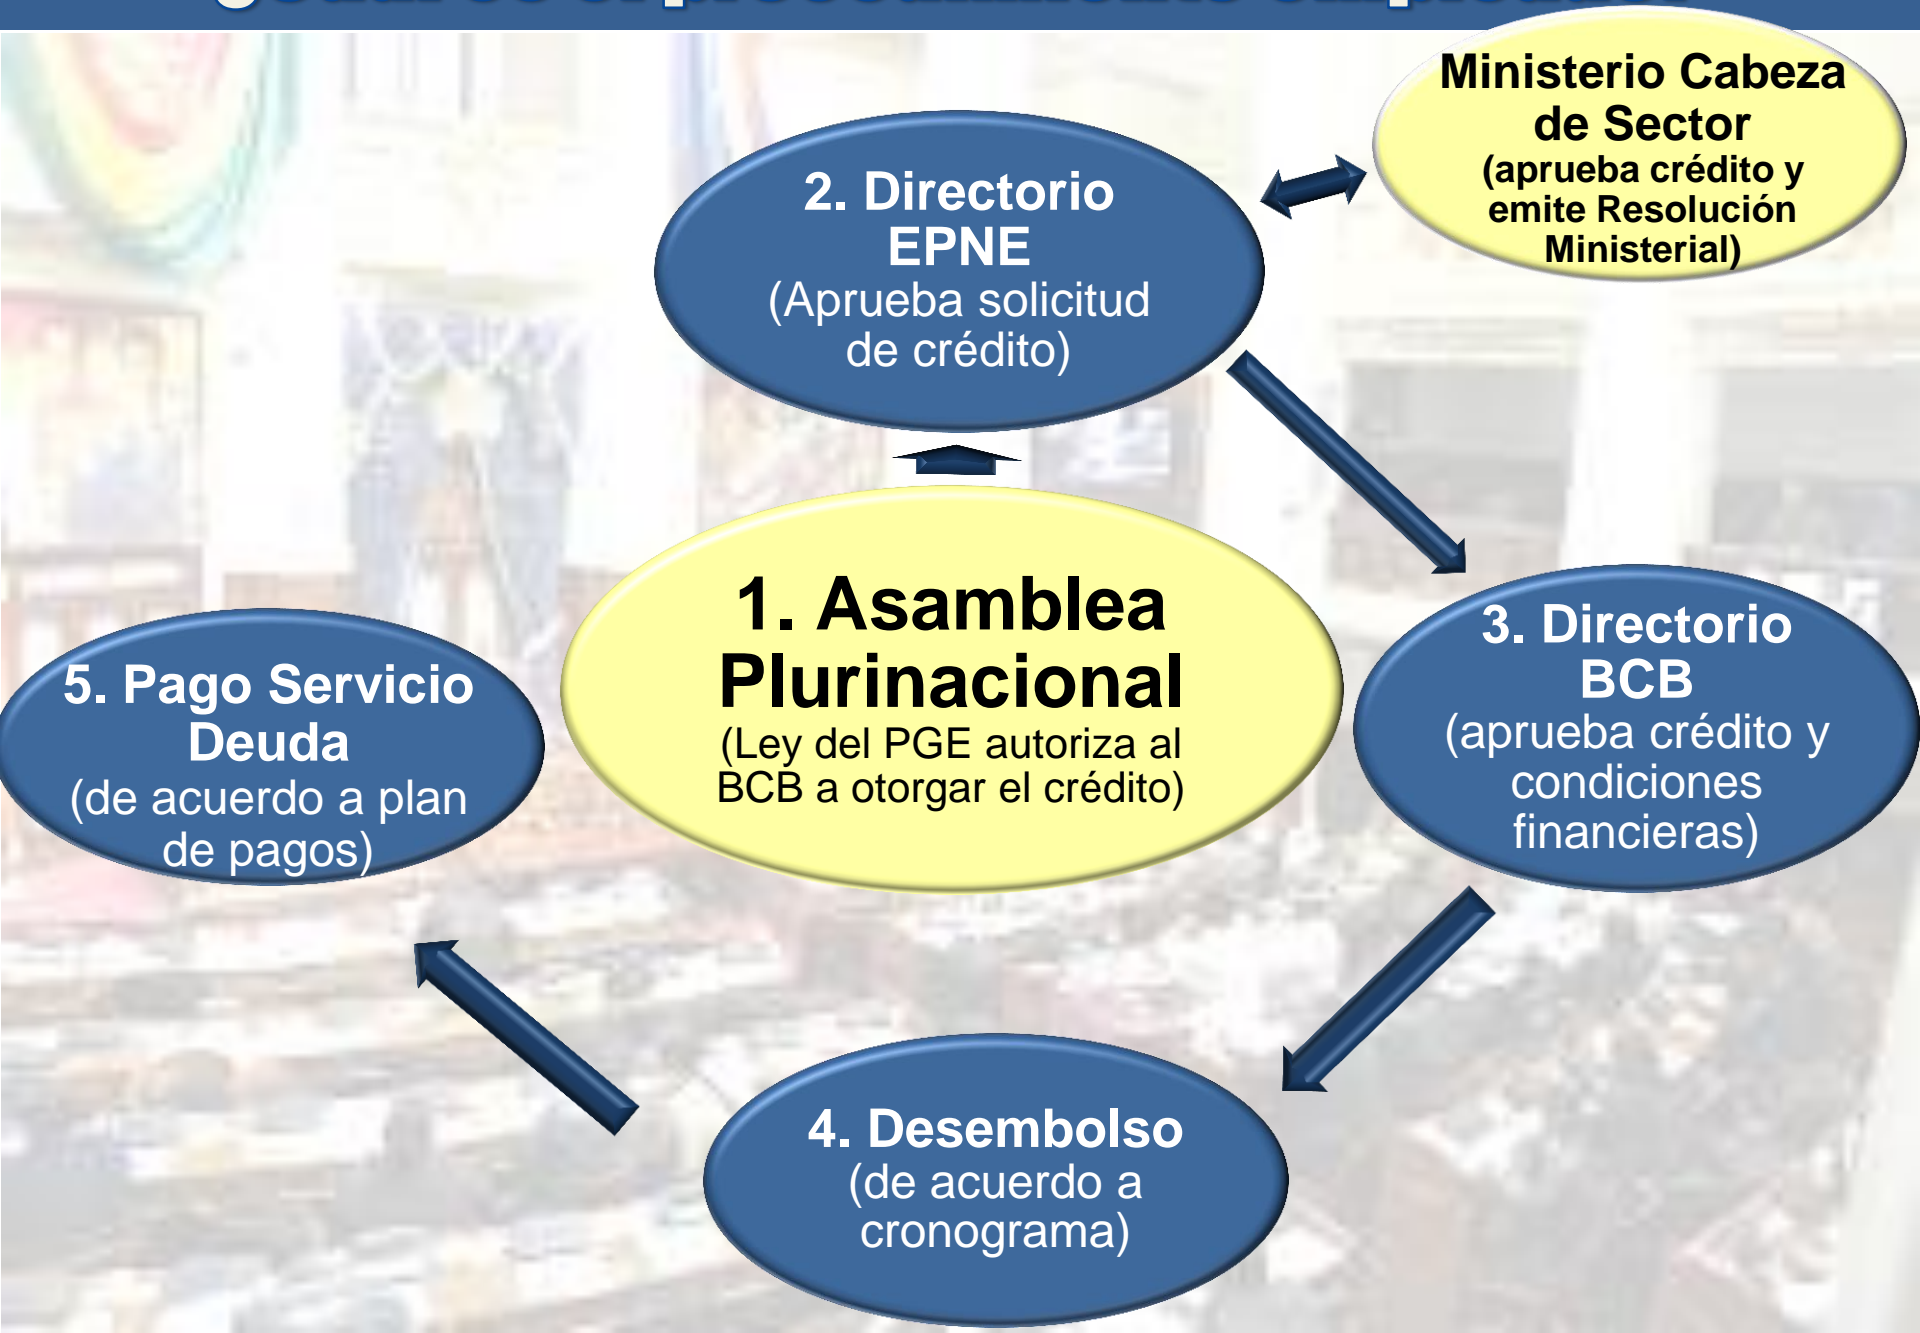 Ministerio Cabeza
de Sector
(aprueba crédito y
emite Resolución
Ministerial)
2. Directorio
EPNE
(Aprueba solicitud
de crédito)
1. Asamblea
Plurinacional
(Ley del PGE autoriza al
BCB a otorgar el crédito)
3. Directorio
BCB
(aprueba crédito y
condiciones
financieras)
5. Pago Servicio
Deuda
(de acuerdo a plan
de pagos)
4. Desembolso
(de acuerdo a
cronograma)